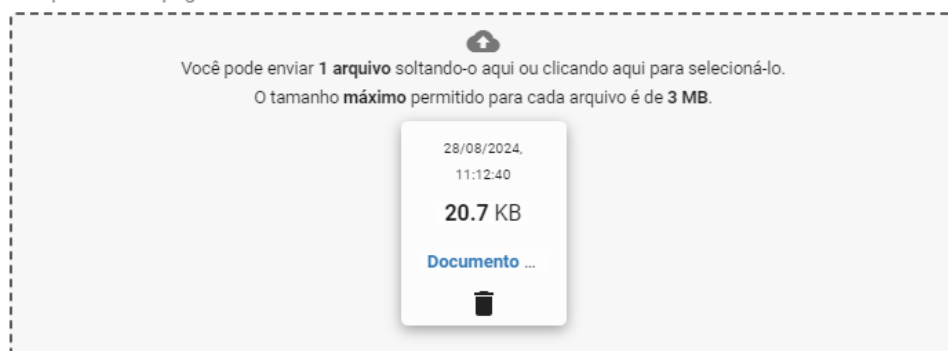 Você pode enviar 1 arquivo soltando-o aqui ou clicando aqui para selecioná-lo.
O tamanho máximo permitido para cada arquivo é de 3 MB.
28/08/2024,
11:12:40
20.7 KB
Documento ...